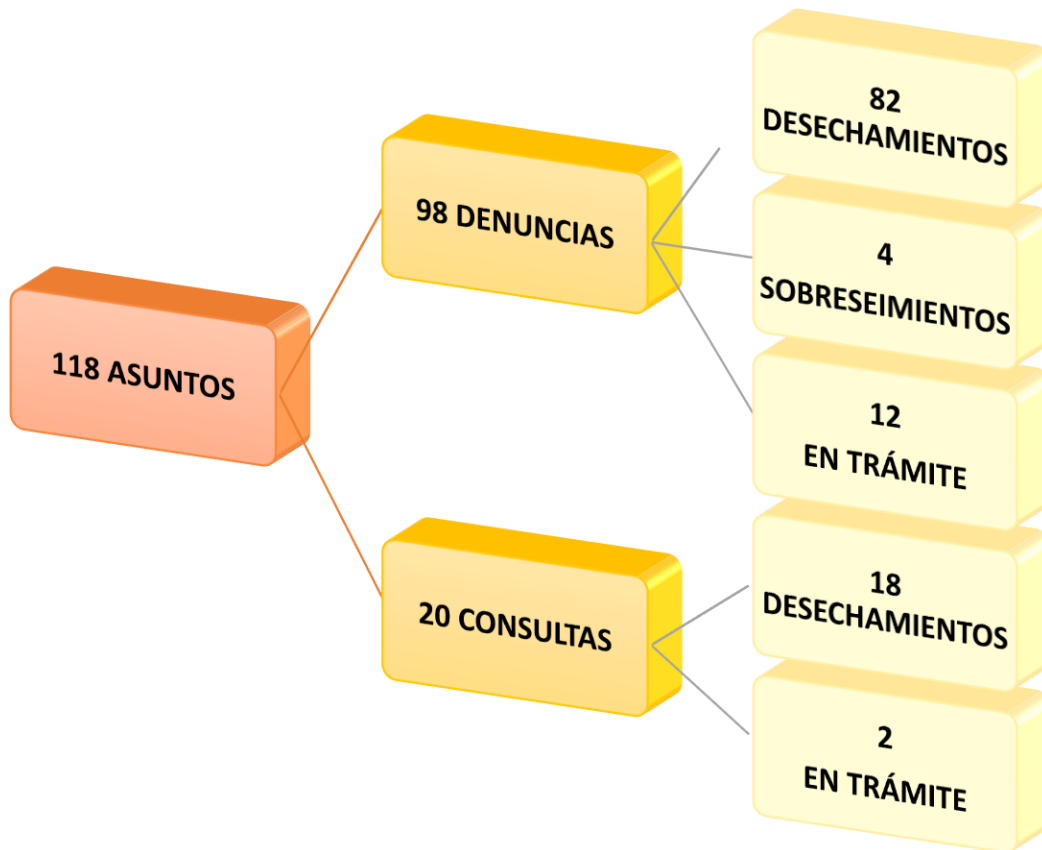 118 ASUNTOS
98 DENUNCIAS
82
DESECHAMIENTOS
4
SOBRESEIMIENTOS
12
EN TRÁMITE
20 CONSULTAS
18
DESECHAMIENTOS
2
EN TRÁMITE